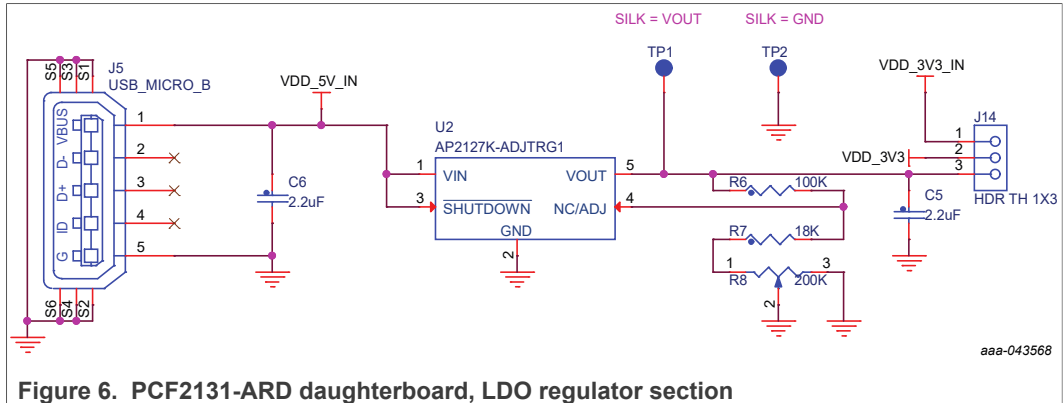 SILK = VOUT
SILK = GND
TP1
TP2
VDD_3V3_IN
S5
S3
S1
J5
USB_MICRO_B
VDD_5V_IN
J14
VBUS
1
D-
2
D+
3
ID
4
G
5
C6
2.2uF
U2
AP2127K-ADJTRG1
1
VIN
VOUT
5
3
SHUTDOWN
NC/ADJ
4
GND
2
R6
100K
R7
18K
1
3
R8
200K
2
VDD_3V3
C5
2.2uF
1
2
3
HDR TH 1X3
S6
S4
S2
aaa-043568
Figure 6. PCF2131-ARD daughterboard, LDO regulator section